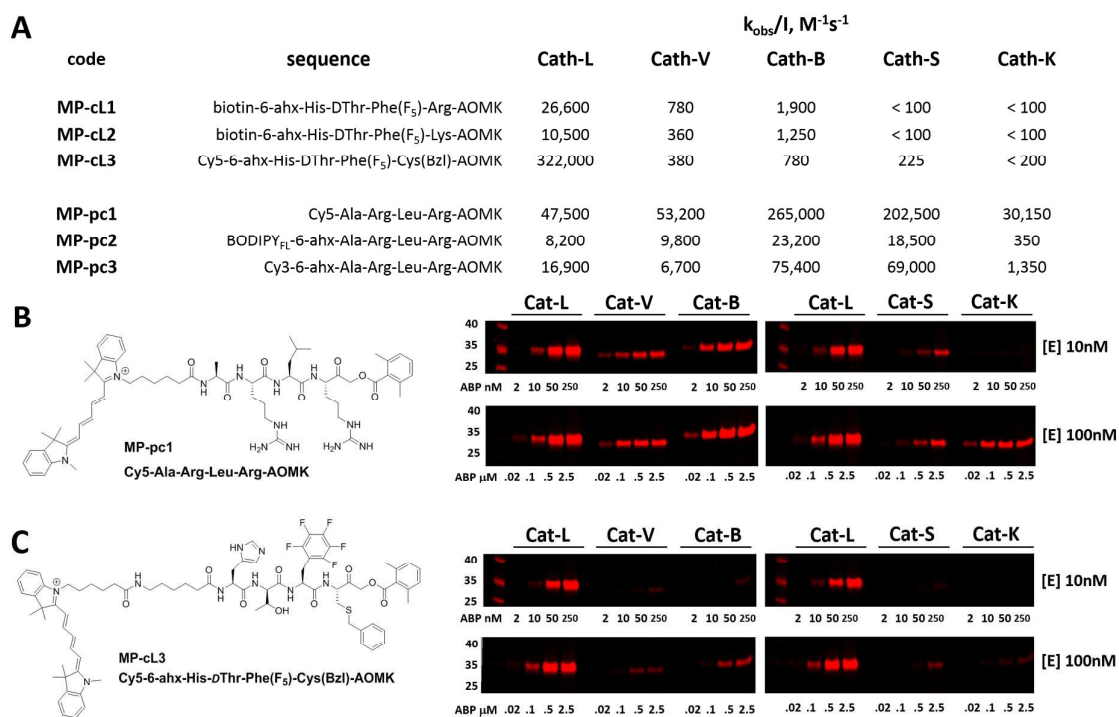 A
k_obs/I, M⁻¹s⁻¹
code sequence Cath-L Cath-V Cath-B Cath-S Cath-K
MP-cL1 biotin-6-ahx-His-DThr-Phe(F₅)-Arg-AOMK 26,600 780 1,900 < 100 < 100
MP-cL2 biotin-6-ahx-His-DThr-Phe(F₅)-Lys-AOMK 10,500 360 1,250 < 100 < 100
MP-cL3 Cy5-6-ahx-His-DThr-Phe(F₅)-Cys(Bzl)-AOMK 322,000 380 780 225 < 200
MP-pc1 Cy5-Ala-Arg-Leu-Arg-AOMK 47,500 53,200 265,000 202,500 30,150
MP-pc2 BODIPY_FL-6-ahx-Ala-Arg-Leu-Arg-AOMK 8,200 9,800 23,200 18,500 350
MP-pc3 Cy3-6-ahx-Ala-Arg-Leu-Arg-AOMK 16,900 6,700 75,400 69,000 1,350
B
N
O
H
N
O
N
H
O
H
N
O
N
H
O
O
O
HN
H₂N NH
HN
H₂N NH
N
MP-pc1
Cy5-Ala-Arg-Leu-Arg-AOMK
Cat-L Cat-V Cat-B Cat-L Cat-S Cat-K
40
35
25
[E] 10nM
ABP nM 2 10 50 250 2 10 50 250 2 10 50 250 2 10 50 250 2 10 50 250 2 10 50 250
40
35
25
[E] 100nM
ABP μM .02 .1 .5 2.5 .02 .1 .5 2.5 .02 .1 .5 2.5 .02 .1 .5 2.5 .02 .1 .5 2.5 .02 .1 .5 2.5
C
F
F F
F F
HN N
N
O
H
N
O
N
H
O
H
N
OH
O
N
H
O
H
N
O
O
O
S
N
MP-cL3
Cy5-6-ahx-His-DThr-Phe(F₅)-Cys(Bzl)-AOMK
Cat-L Cat-V Cat-B Cat-L Cat-S Cat-K
40
35
25
[E] 10nM
ABP nM 2 10 50 250 2 10 50 250 2 10 50 250 2 10 50 250 2 10 50 250 2 10 50 250
40
35
25
[E] 100nM
ABP μM .02 .1 .5 2.5 .02 .1 .5 2.5 .02 .1 .5 2.5 .02 .1 .5 2.5 .02 .1 .5 2.5 .02 .1 .5 2.5